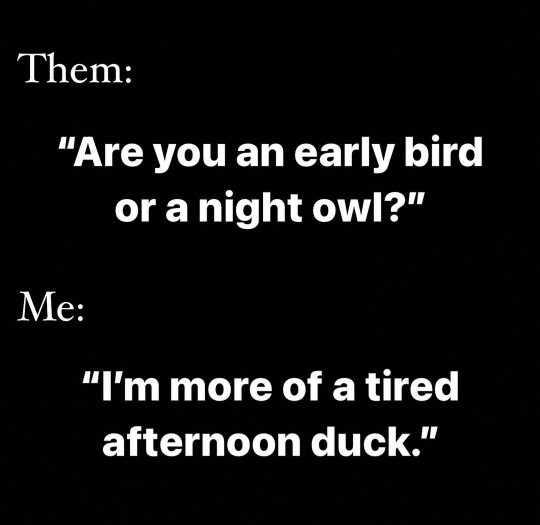 Them:
“Are you an early bird
or a night owl?”
Me:
“I’m more of a tired
afternoon duck.”